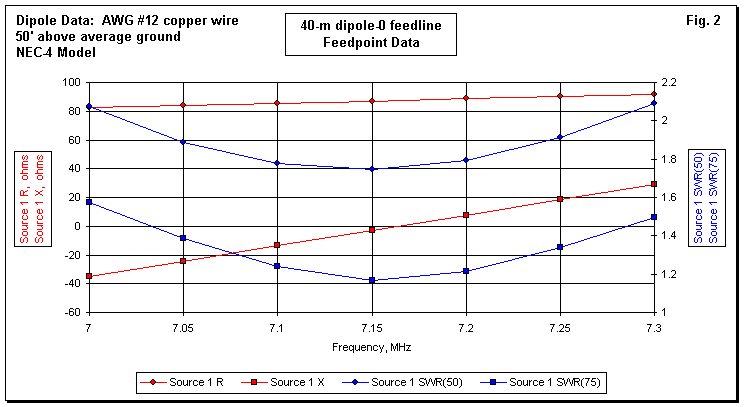 Dipole Data:  AWG #12 copper wire
50' above average ground
NEC-4 Model
40-m dipole-0 feedline
Feedpoint Data
Fig. 2
100
80
60
40
20
0
-20
-40
-60
Source 1 R,  ohms
Source 1 X,  ohms
2.2
2
1.8
1.6
1.4
1.2
1
Source 1 SWR(50)
Source 1 SWR(75)
7 7.05 7.1 7.15 7.2 7.25 7.3
Frequency, MHz
Source 1 R Source 1 X Source 1 SWR(50) Source 1 SWR(75)